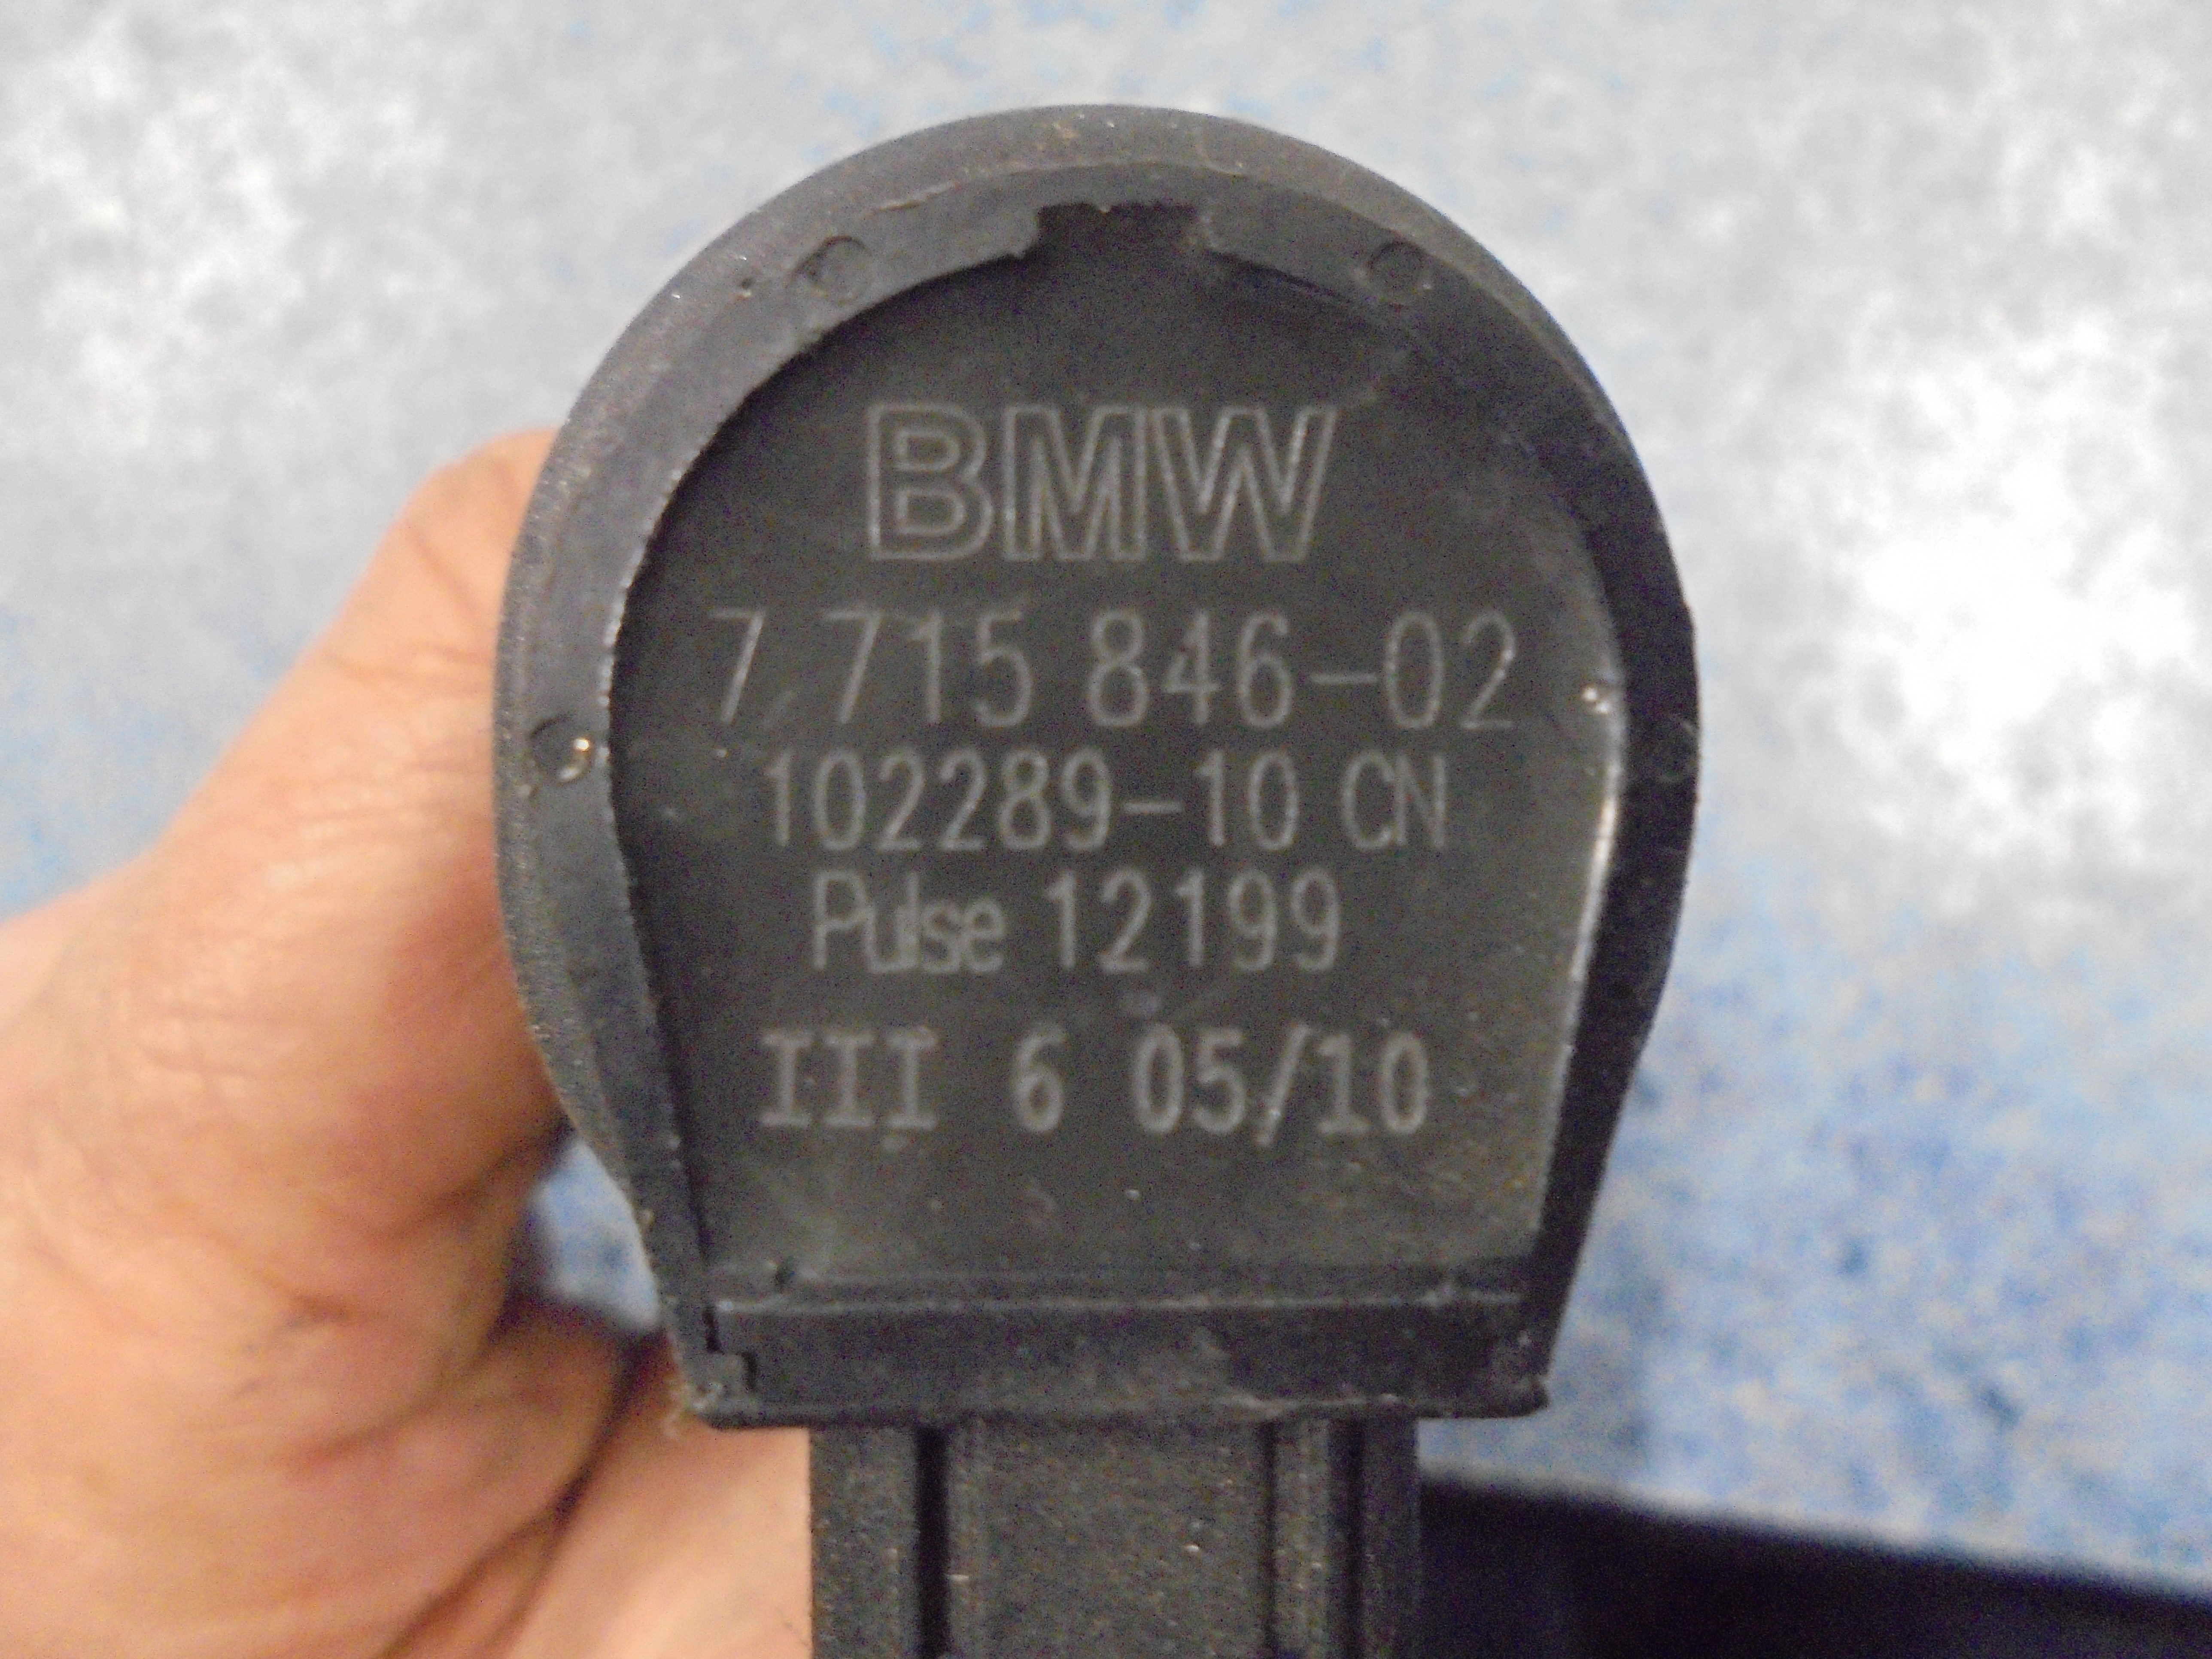 BMW
7 715 846-02
102289-10 CN
Pulse 12199
III 6 05/10